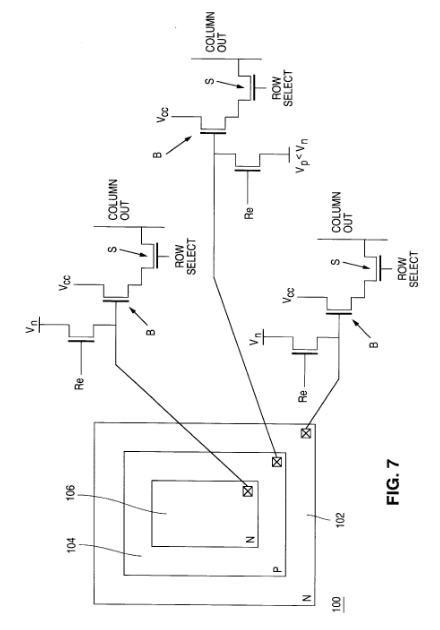 COLUMN
OUT
S
ROW
SELECT
Vcc
B
Vp < Vn
Re
COLUMN
OUT
S
ROW
SELECT
Vcc
Vn
B
Re
COLUMN
OUT
S
ROW
SELECT
Vcc
Vn
B
Re
106
104
102
N
P
N
100
FIG. 7